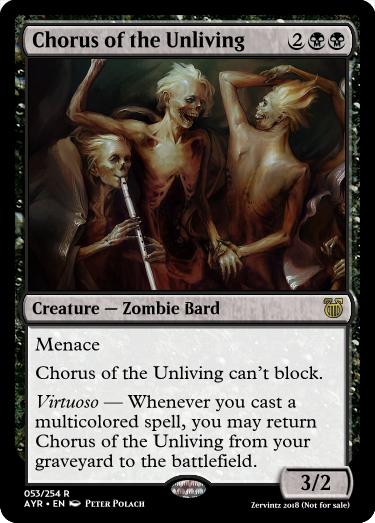 Chorus of the Unliving 2
Creature — Zombie Bard
Menace
Chorus of the Unliving can't block.
Virtuoso — Whenever you cast a
multicolored spell, you may return
Chorus of the Unliving from your
graveyard to the battlefield.
3/2
053/254 R
AYR • EN Peter Polach
Zervintz 2018 (Not for sale)